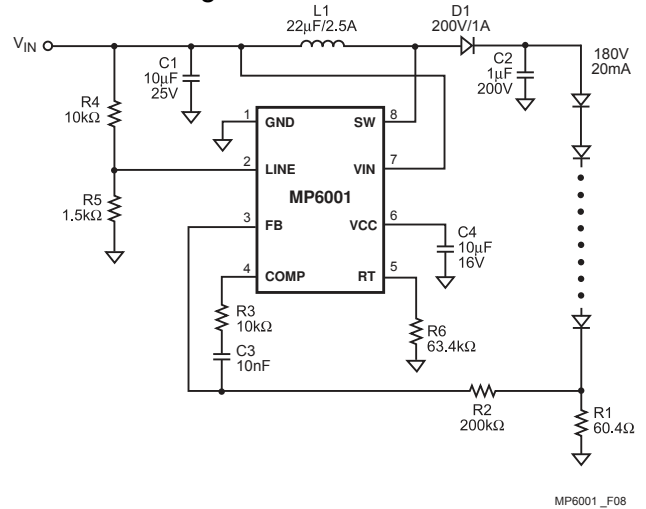 L1
22μF/2.5A
D1
200V/1A
VIN
C1
10μF
25V
C2
1μF
200V
180V
20mA
R4
10kΩ
1
GND
SW
8
2
LINE
VIN
7
MP6001
R5
1.5kΩ
3
FB
VCC
6
C4
10μF
16V
4
COMP
RT
5
R3
10kΩ
C3
10nF
R6
63.4kΩ
R2
200kΩ
R1
60.4Ω
MP6001_F08